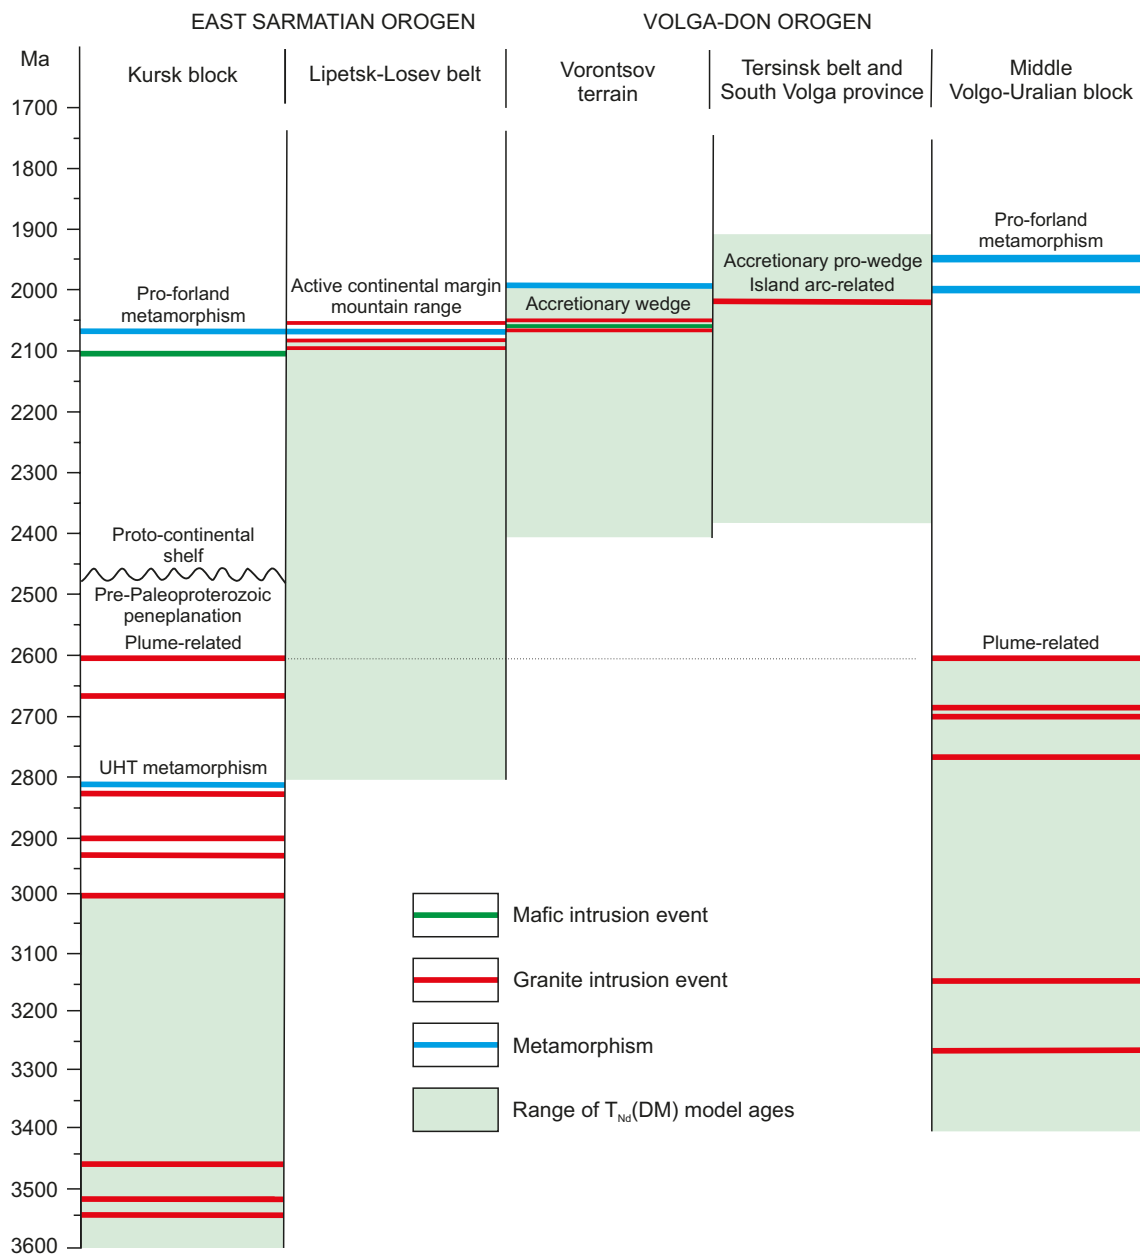 EAST SARMATIAN OROGEN
VOLGA-DON OROGEN
Ma
Kursk block
Lipetsk-Losev belt
Vorontsov
terrain
Tersinsk belt and
South Volga province
Middle
Volgo-Uralian block
1700
1800
1900
2000
2100
2200
2300
2400
2500
2600
2700
2800
2900
3000
3100
3200
3300
3400
3500
3600
Pro-forland
metamorphism
Proto-continental
shelf
Pre-Paleoproterozoic
peneplanation
Plume-related
UHT metamorphism
Active continental margin
mountain range
Accretionary wedge
Accretionary pro-wedge
Island arc-related
Pro-forland
metamorphism
Plume-related
Mafic intrusion event
Granite intrusion event
Metamorphism
Range of TNd(DM) model ages